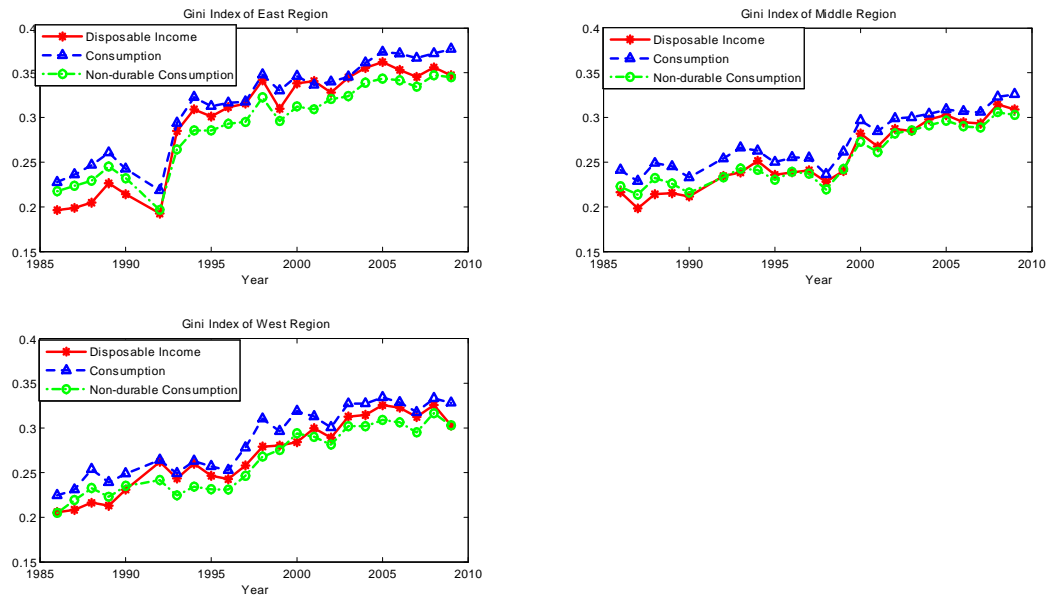 Gini Index of East Region
0.4
0.35
0.3
0.25
0.2
0.15
Disposable Income
Consumption
Non-durable Consumption
1985 1990 1995 2000 2005 2010
Year
Gini Index of Middle Region
0.4
0.35
0.3
0.25
0.2
0.15
Disposable Income
Consumption
Non-durable Consumption
1985 1990 1995 2000 2005 2010
Year
Gini Index of West Region
0.4
0.35
0.3
0.25
0.2
0.15
Disposable Income
Consumption
Non-durable Consumption
1985 1990 1995 2000 2005 2010
Year